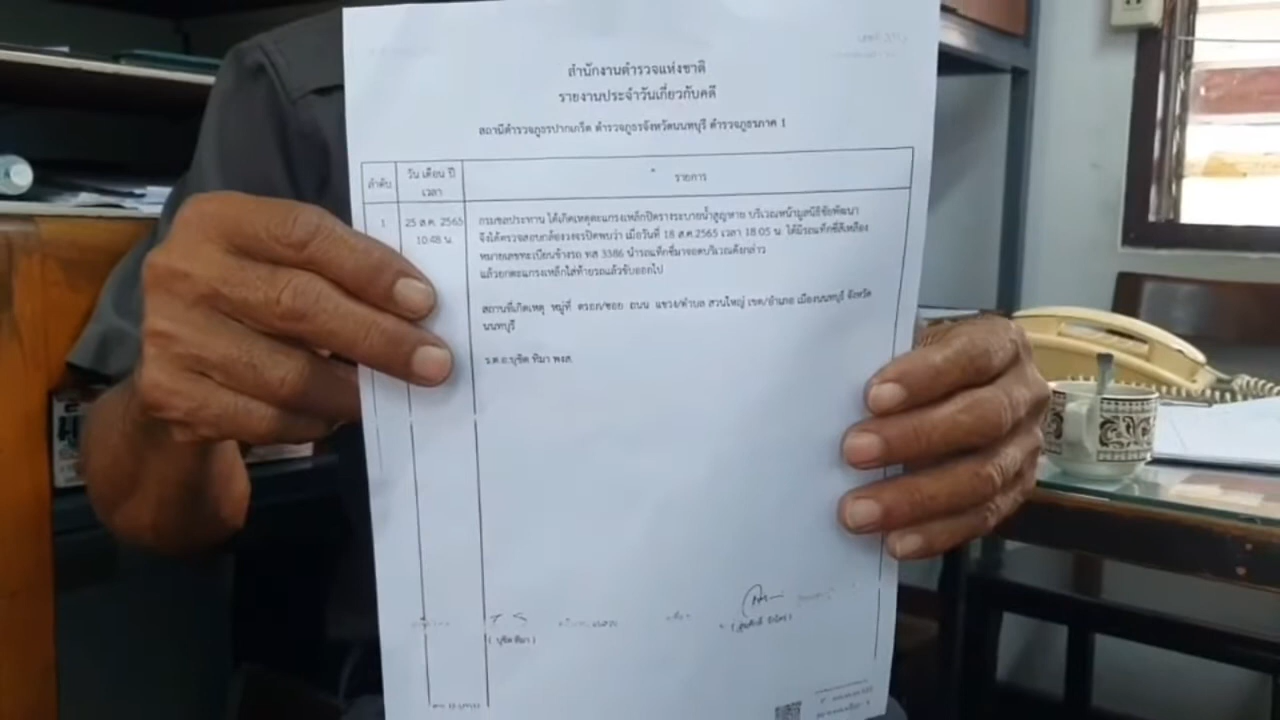 สำนักงานตำรวจแห่งชาติ
รายงานประจำวันเกี่ยวกับคดี
สถานีตำรวจภูธรปากเกร็ด ตำรวจภูธรจังหวัดนนทบุรี ตำรวจภูธรภาค 1
ลำดับ
วัน เดือน ปี
เวลา
รายการ
1
25 ส.ค. 2565
10:48 น.
กรมชลประทาน ได้เกิดเหตุตะแกรงเหล็กปิดรางระบายน้ำสูญหาย บริเวณหน้ามูลนิธิชัยพัฒนา
จึงได้ตรวจสอบกล้องวงจรปิดพบว่า เมื่อวันที่ 18 ส.ค.2565 เวลา 18.05 น. ได้มีรถแท็กซี่สีเหลือง
หมายเลขทะเบียนข้างรถ ทส 3386 นำรถแท็กซี่มาจอดบริเวณดังกล่าว
แล้วยกตะแกรงเหล็กใส่ท้ายรถแล้วขับออกไป
สถานที่เกิดเหตุ หมู่ที่ ตรอก/ซอย ถนน แขวง/ตำบล สวนใหญ่ เขต/อำเภอ เมืองนนทบุรี จังหวัด
นนทบุรี
ร.ต.อ.บุชิต ทิมา พงส.
( บุชิต ทิมา )